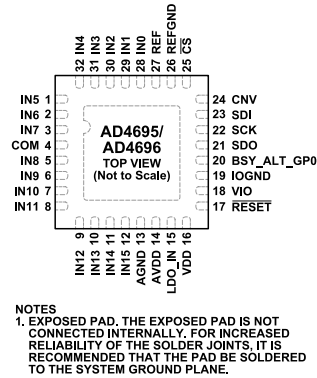 32 IN4
31 IN3
30 IN2
29 IN1
28 IN0
27 REF
26 REFGND
25 CS
IN5 1
IN6 2
IN7 3
COM 4
IN8 5
IN9 6
IN10 7
IN11 8
AD4695/
AD4696
TOP VIEW
(Not to Scale)
24 CNV
23 SDI
22 SCK
21 SDO
20 BSY_ALT_GP0
19 IOGND
18 VIO
17 RESET
IN12 9
IN13 10
IN14 11
IN15 12
AGND 13
AVDD 14
LDO_IN 15
VDD 16
NOTES
1. EXPOSED PAD. THE EXPOSED PAD IS NOT
CONNECTED INTERNALLY. FOR INCREASED
RELIABILITY OF THE SOLDER JOINTS, IT IS
RECOMMENDED THAT THE PAD BE SOLDERED
TO THE SYSTEM GROUND PLANE.